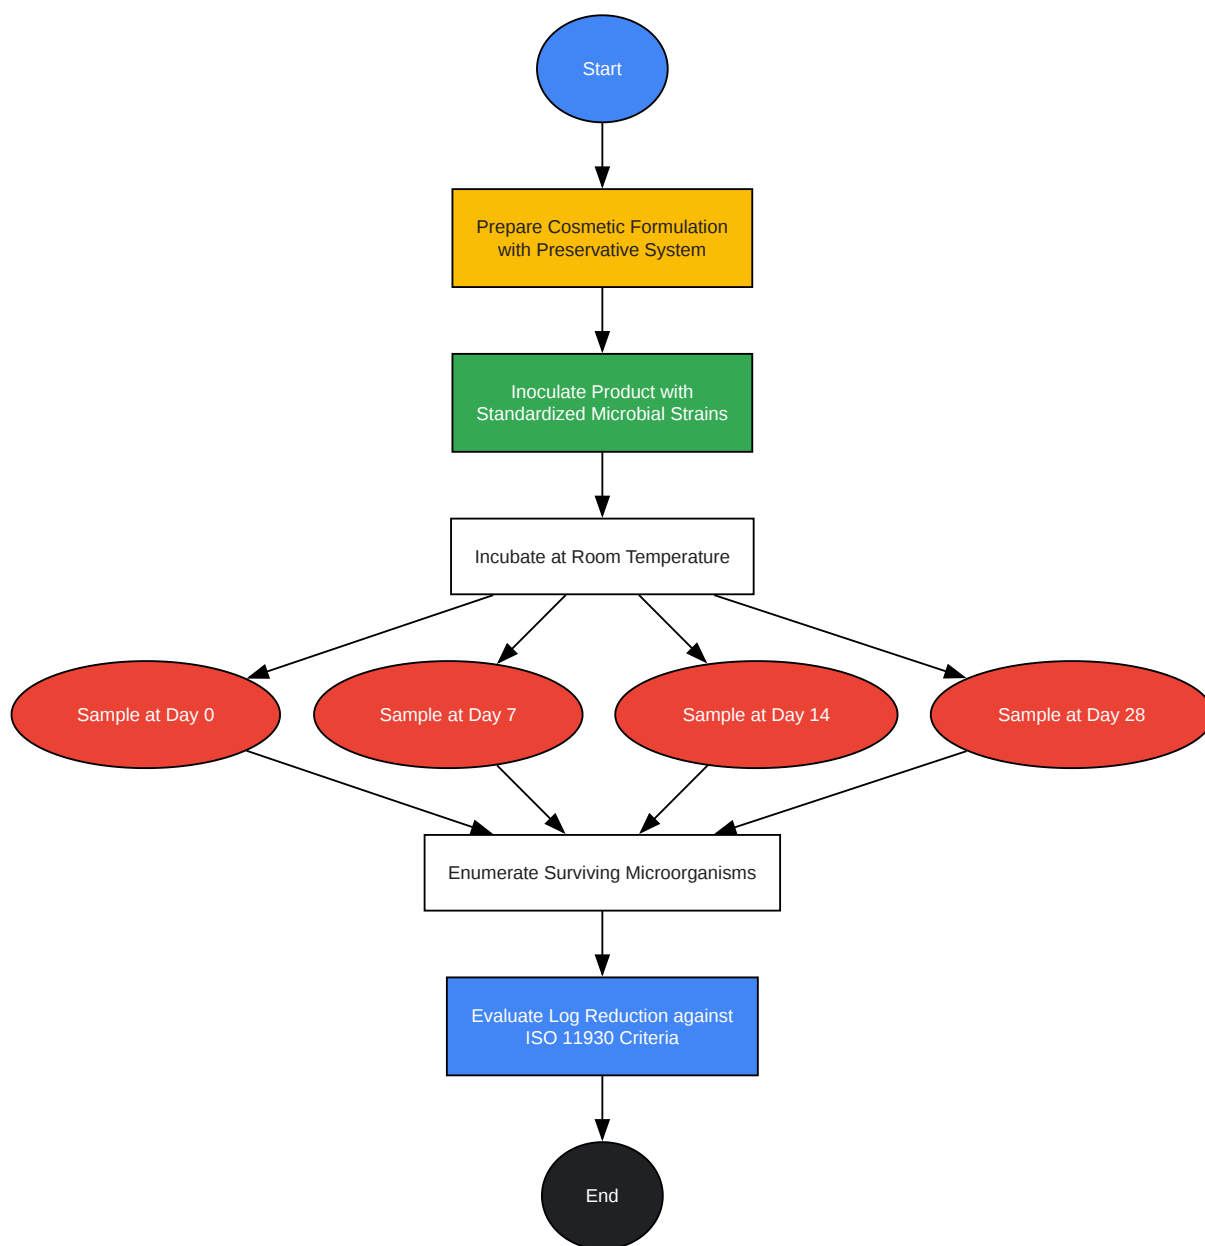 Start
Prepare Cosmetic Formulation
with Preservative System
Inoculate Product with
Standardized Microbial Strains
Incubate at Room Temperature
Sample at Day 0
Sample at Day 7
Sample at Day 14
Sample at Day 28
Enumerate Surviving Microorganisms
Evaluate Log Reduction against
ISO 11930 Criteria
End